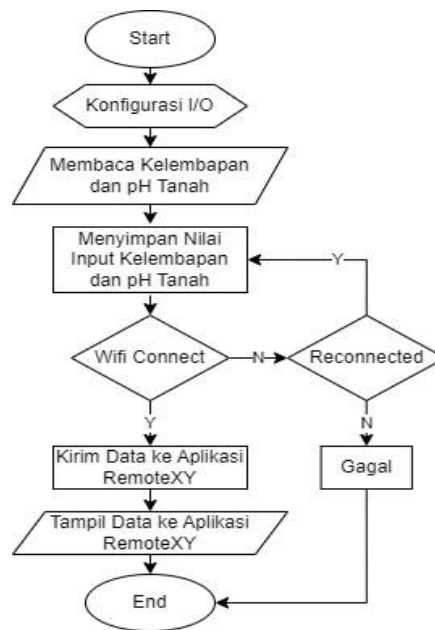 Start
Konfigurasi I/O
Membaca Kelembapan
dan pH Tanah
Menyimpan Nilai
Input Kelembapan
dan pH Tanah
Y
Wifi Connect
N
Reconnected
Y
N
Kirim Data ke Aplikasi
RemoteXY
Gagal
Tampil Data ke Aplikasi
RemoteXY
End